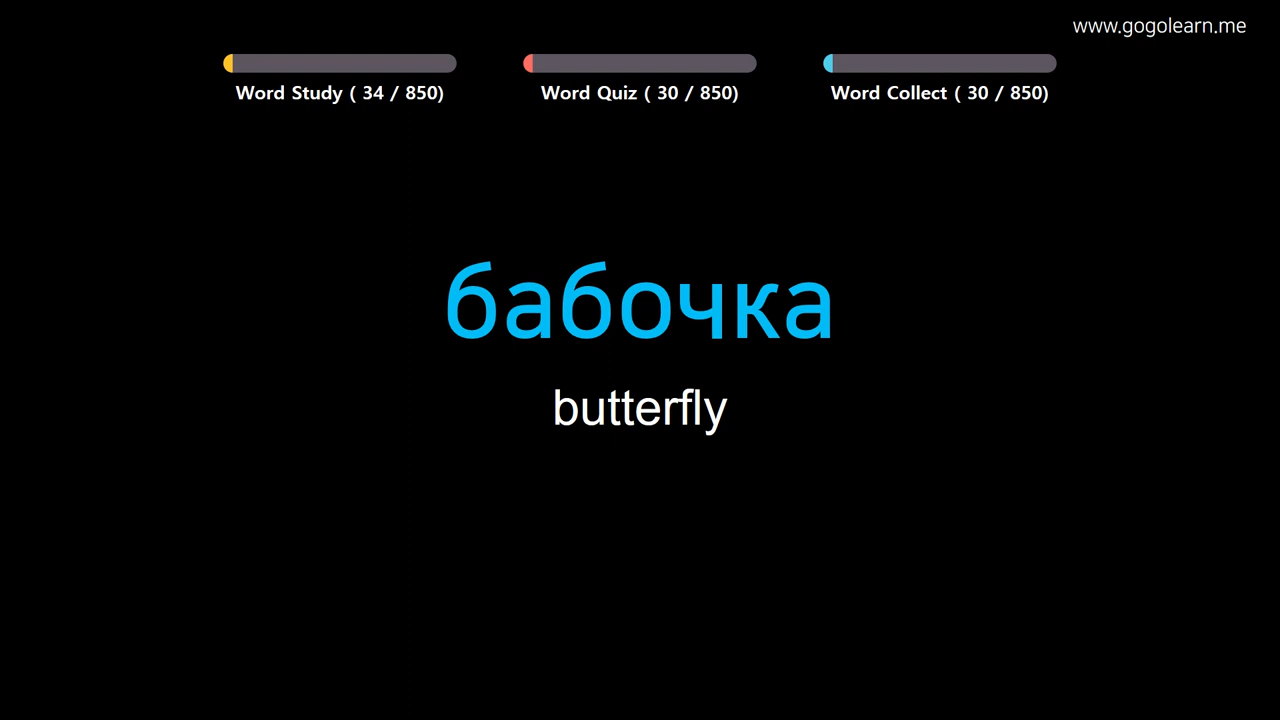 www.gogolearn.me
Word Study ( 34 / 850)
Word Quiz ( 30 / 850)
Word Collect ( 30 / 850)
бабочка
butterfly